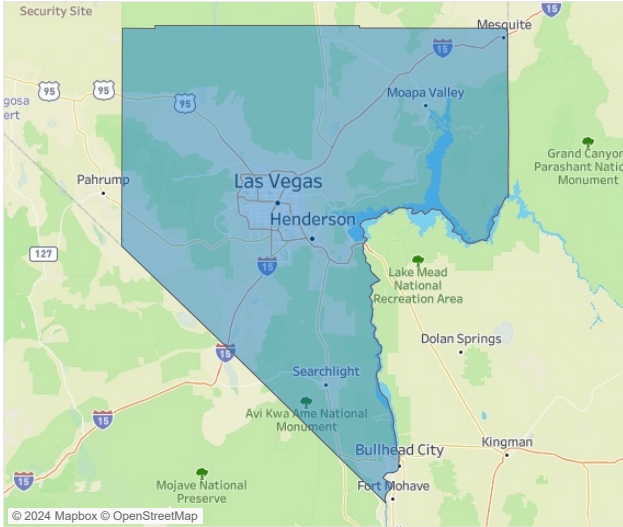 Security Site
15
Mesquite
15
95
95
95
gosa
ert
Moapa Valley
Grand Canyon
Parashant Natio
Monument
Pahrump
Las Vegas
Henderson
127
15
Lake Mead
National
Recreation Area
Dolan Springs
15
Searchlight
Avi Kwa Ame National
Monument
15
Bullhead City
Kingman
15
Mojave National
Preserve
Fort Mohave
© 2024 Mapbox © OpenStreetMap